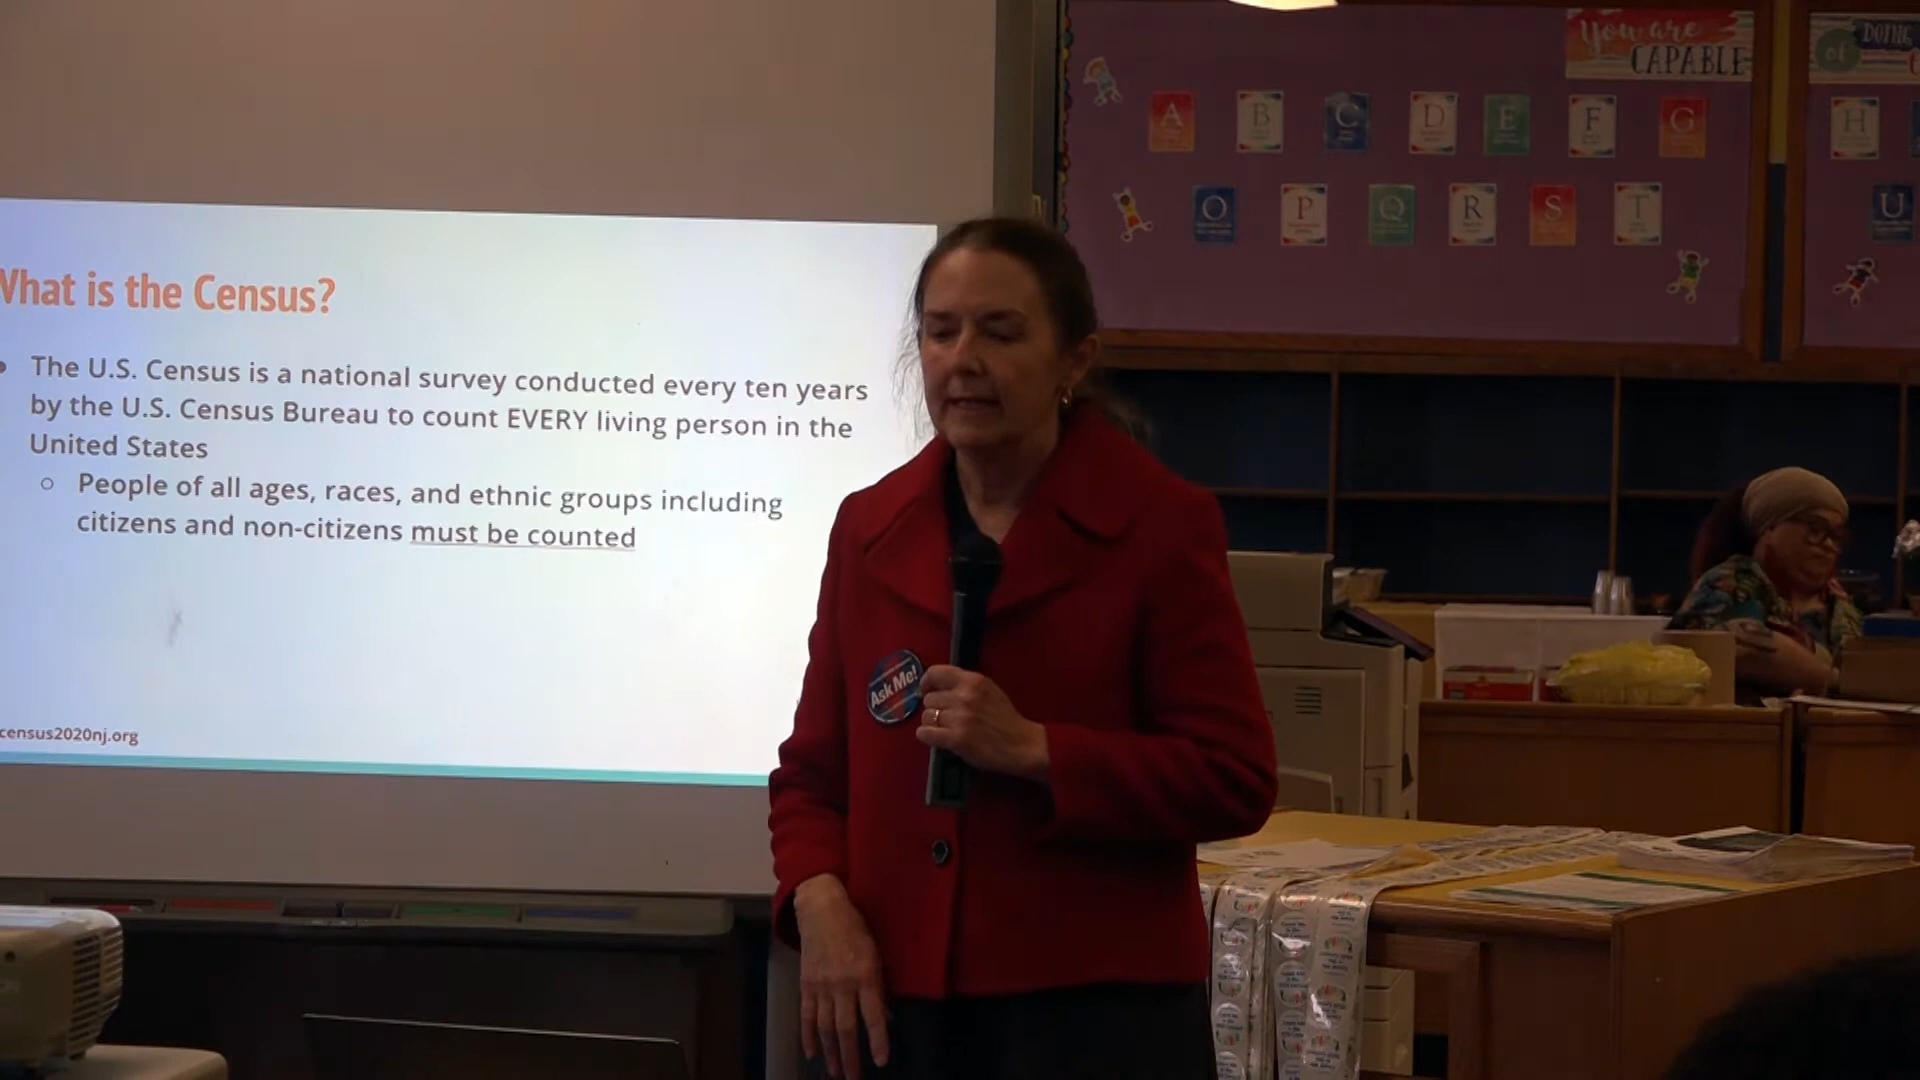 What is the Census?
The U.S. Census is a national survey conducted every ten years
by the U.S. Census Bureau to count EVERY living person in the
United States
People of all ages, races, and ethnic groups including
citizens and non-citizens must be counted
census2020nj.org
You are
CAPABLE
of
DOING
A B C D E F G
H
O P Q R S T
U
Ask Me!